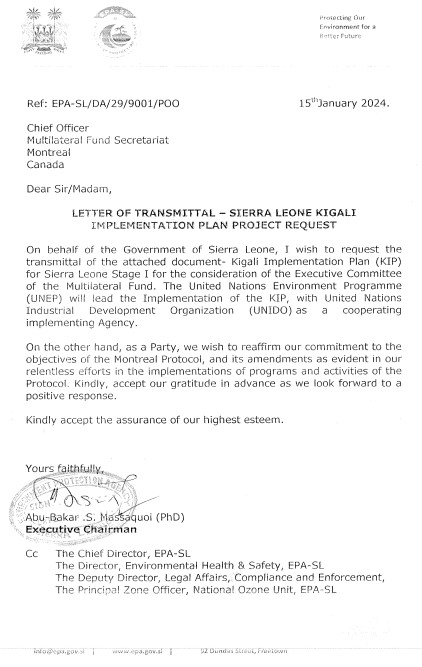 Protecting Our
Environment for a
Better Future
EPA-SL
Ref: EPA-SL/DA/29/9001/POO
15thJanuary 2024.
Chief Officer
Multilateral Fund Secretariat
Montreal
Canada
Dear Sir/Madam,
LETTER OF TRANSMITTAL – SIERRA LEONE KIGALI
IMPLEMENTATION PLAN PROJECT REQUEST
On behalf of the Government of Sierra Leone, I wish to request the
transmittal of the attached document- Kigali Implementation Plan (KIP)
for Sierra Leone Stage I for the consideration of the Executive Committee
of the Multilateral Fund. The United Nations Environment Programme
(UNEP) will lead the Implementation of the KIP, with United Nations
Industrial Development Organization (UNIDO) as a cooperating
implementing Agency.
On the other hand, as a Party, we wish to reaffirm our commitment to the
objectives of the Montreal Protocol, and its amendments as evident in our
relentless efforts in the implementations of programs and activities of the
Protocol. Kindly, accept our gratitude in advance as we look forward to a
positive response.
Kindly accept the assurance of our highest esteem.
Yours faithfully,
PROTECTION AGENCY
Abu-Bakar .S. Massaquoi (PhD)
Executive Chairman
Cc The Chief Director, EPA-SL
The Director, Environmental Health & Safety, EPA-SL
The Deputy Director, Legal Affairs, Compliance and Enforcement,
The Principal Zone Officer, National Ozone Unit, EPA-SL
info@epa.gov.sl | www.epa.gov.sl | 92 Dundas Street, Freetown